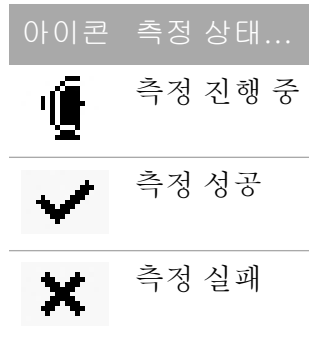 아이콘 측정 상태...
측정 진행 중
측정 성공
측정 실패